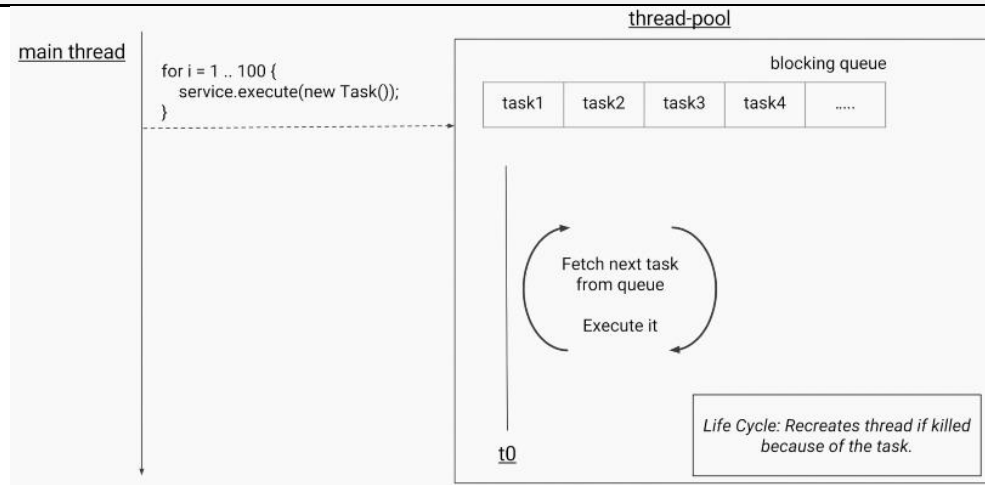 thread-pool
main thread
for i = 1 .. 100 {
service.execute(new Task());
}
blocking queue
task1 task2 task3 task4 .....
Fetch next task
from queue
Execute it
Life Cycle: Recreates thread if killed
because of the task.
t0